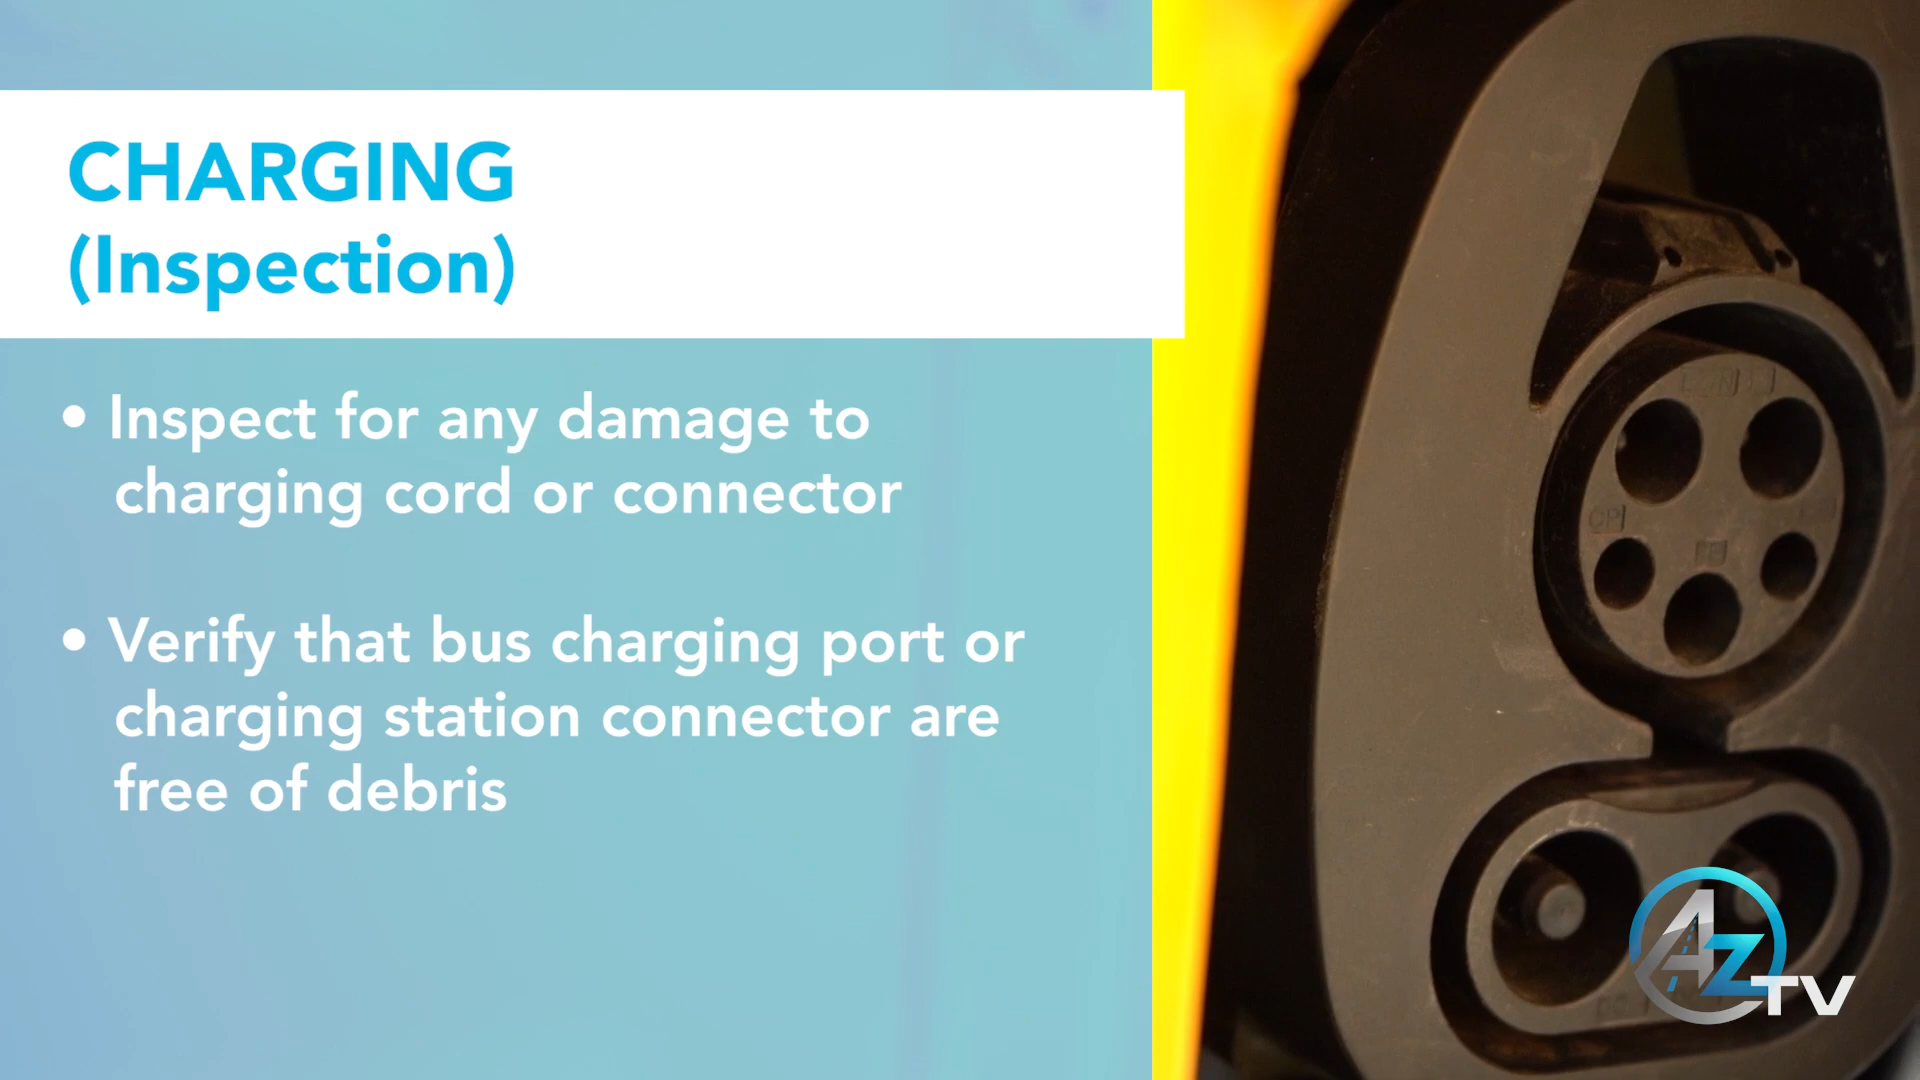 CHARGING
(Inspection)
• Inspect for any damage to
charging cord or connector
• Verify that bus charging port or
charging station connector are
free of debris
AZ
TV